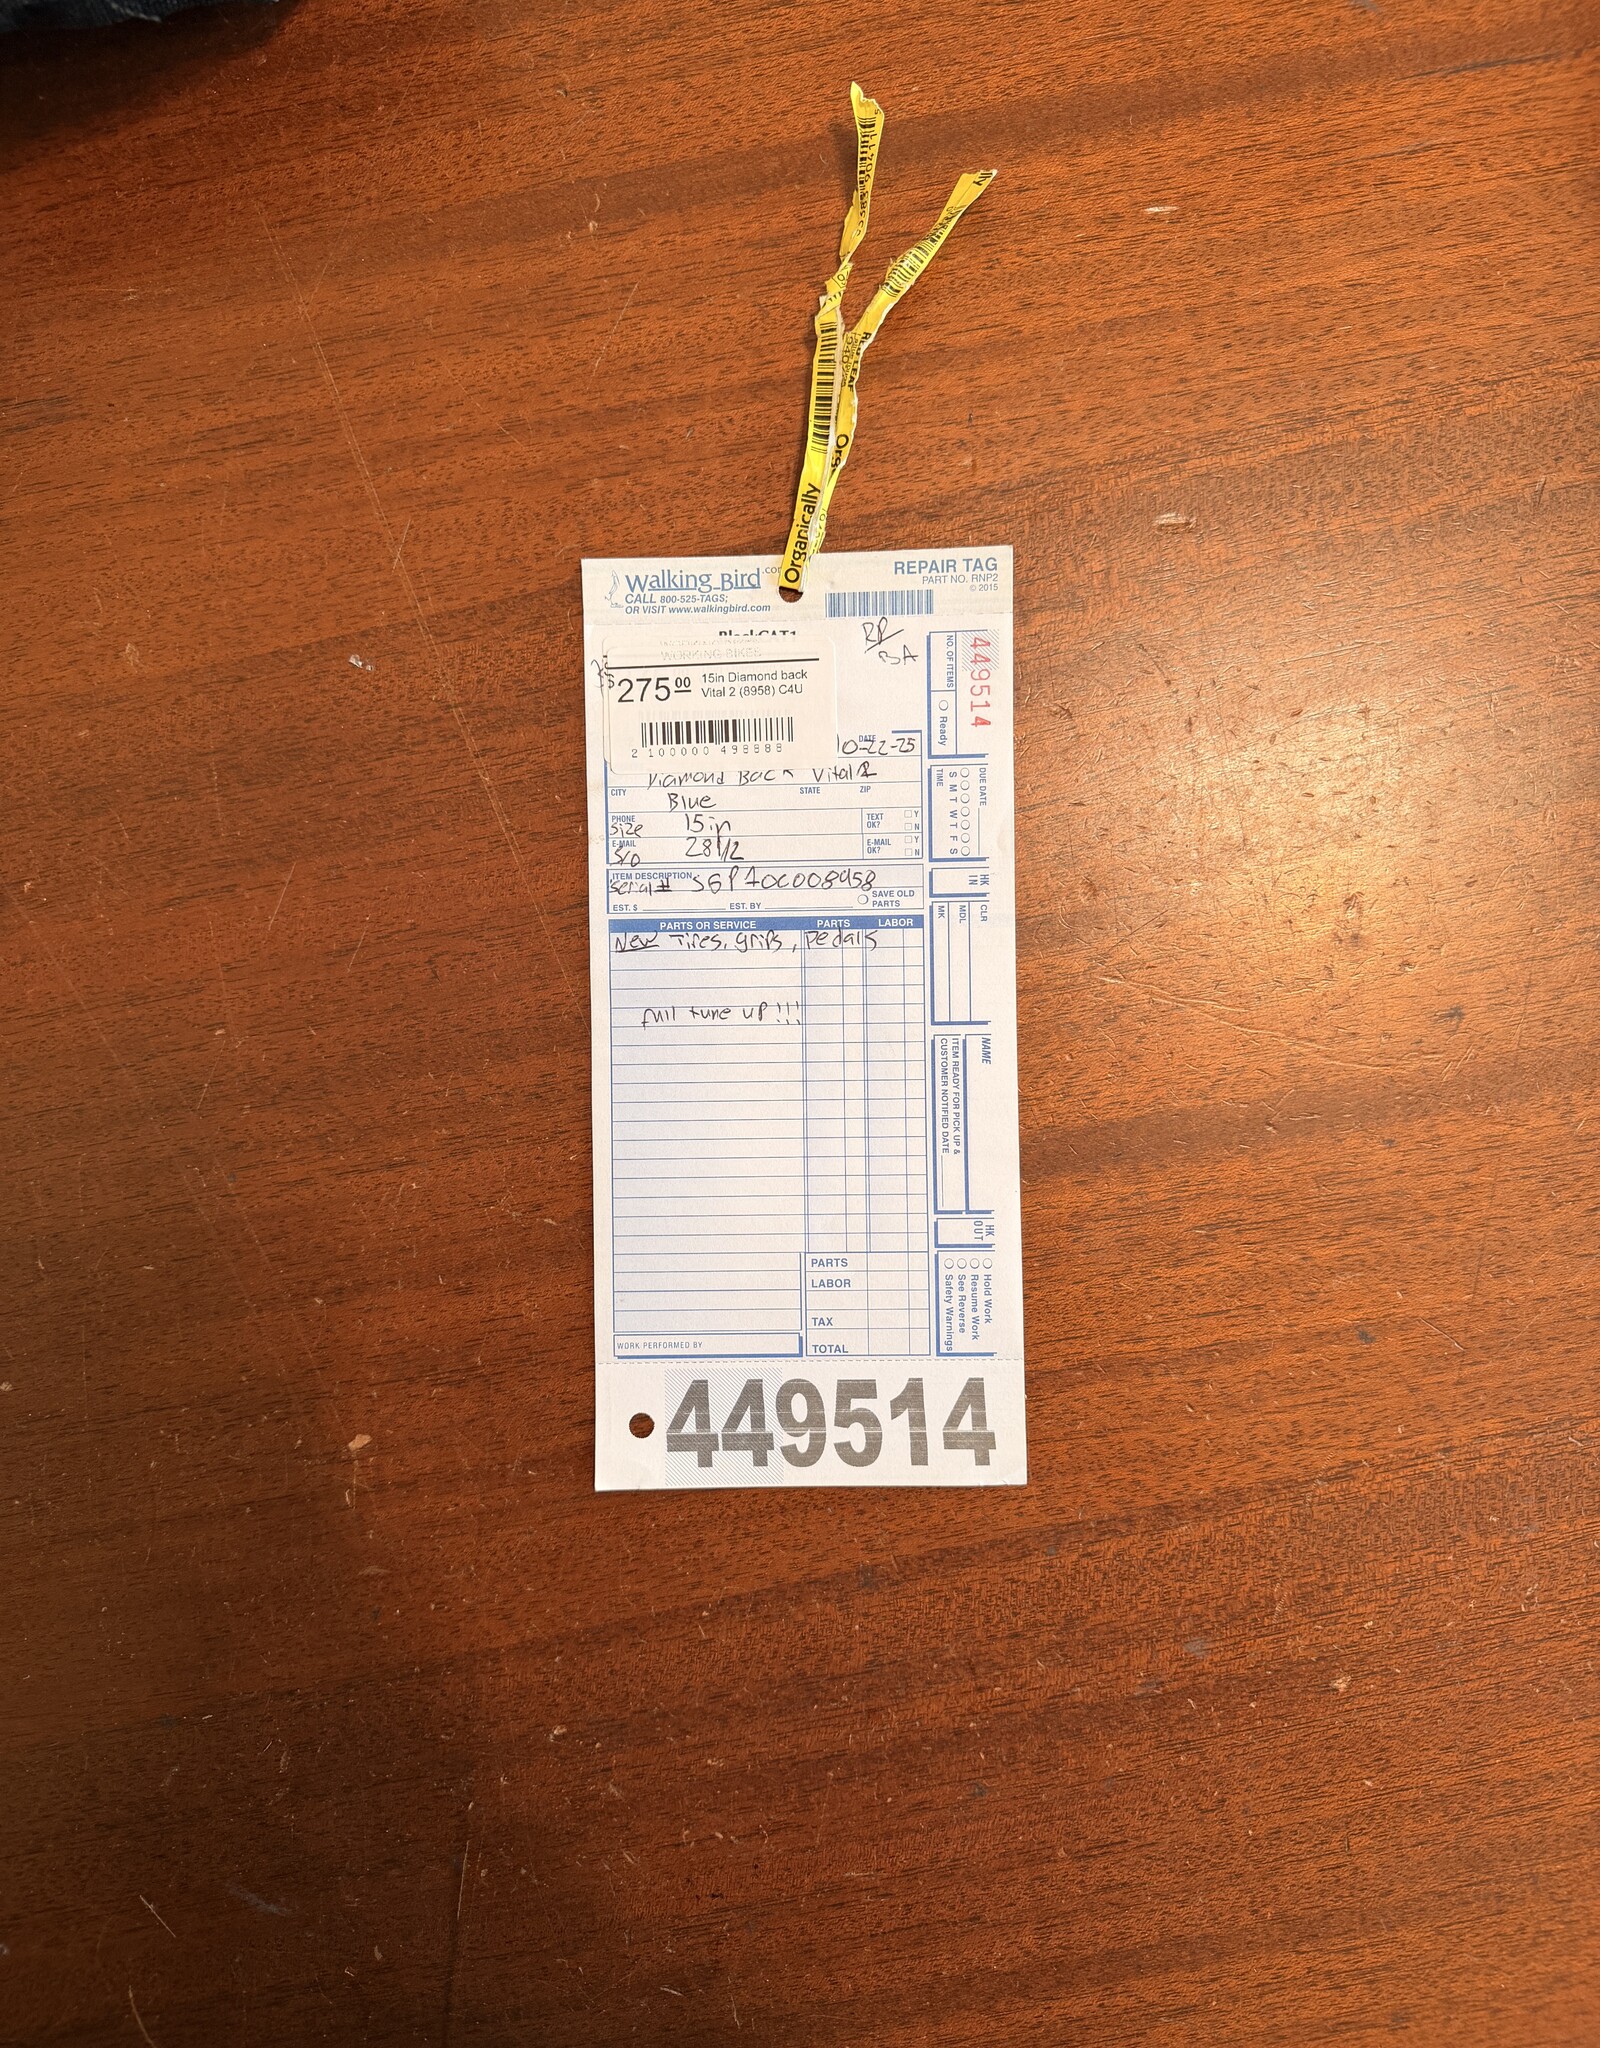 Organically
Org
Walking Bird
.co
CALL 800-525-TAGS;
OR VISIT www.walkingbird.com
REPAIR TAG
PART NO. RNP2
© 2015
RP/
BA
WORKING BIKES
$275.00
15in Diamond back
Vital 2 (8958) C4U
2 100000 498888
DATE
10-22-25
Diamond Back Vital 2
CITY STATE ZIP
Blue
PHONE
Size 15in
TEXT OK? Y N
E-MAIL
S/O 28 1/2
E-MAIL OK? Y N
ITEM DESCRIPTION
Serial #
EST. $ EST. BY
SAVE OLD PARTS
PARTS OR SERVICE PARTS LABOR
New Tires, grips, Pedals
full tune up!!!
PARTS
LABOR
TAX
TOTAL
WORK PERFORMED BY
449514
NO. OF ITEMS
Ready
449514
DUE DATE
S M T W T F S
TIME
HK IN
CLR
MDL
MK
NAME
ITEM READY FOR PICK UP &
CUSTOMER NOTIFIED DATE
HK OUT
Hold Work
Resume Work
See Reverse
Safety Warnings